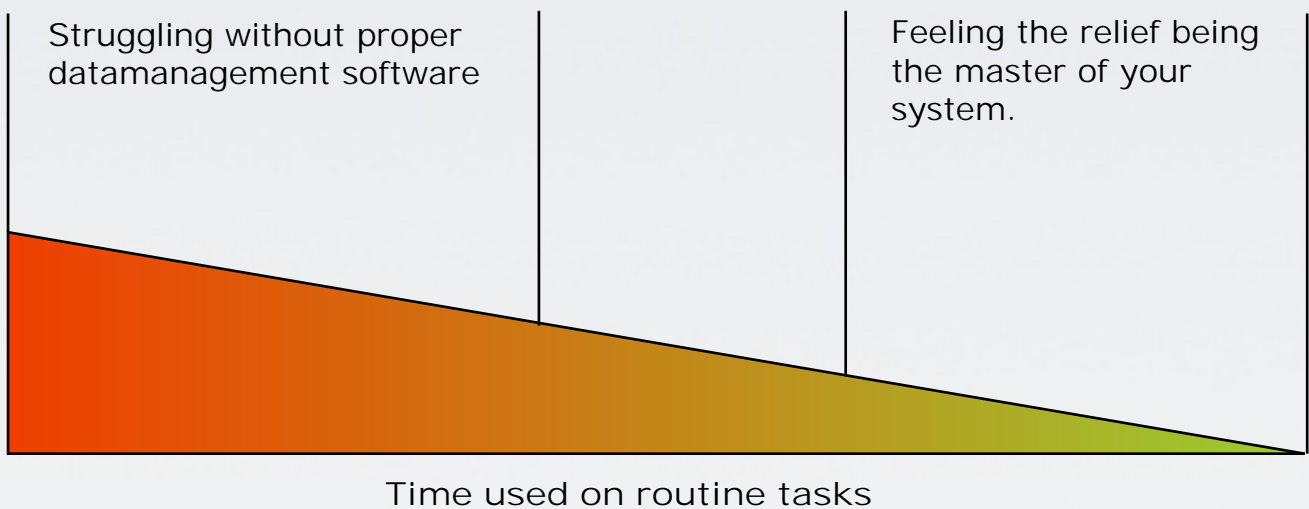 Struggling without proper
datamanagement software
Feeling the relief being
the master of your
system.
Time used on routine tasks